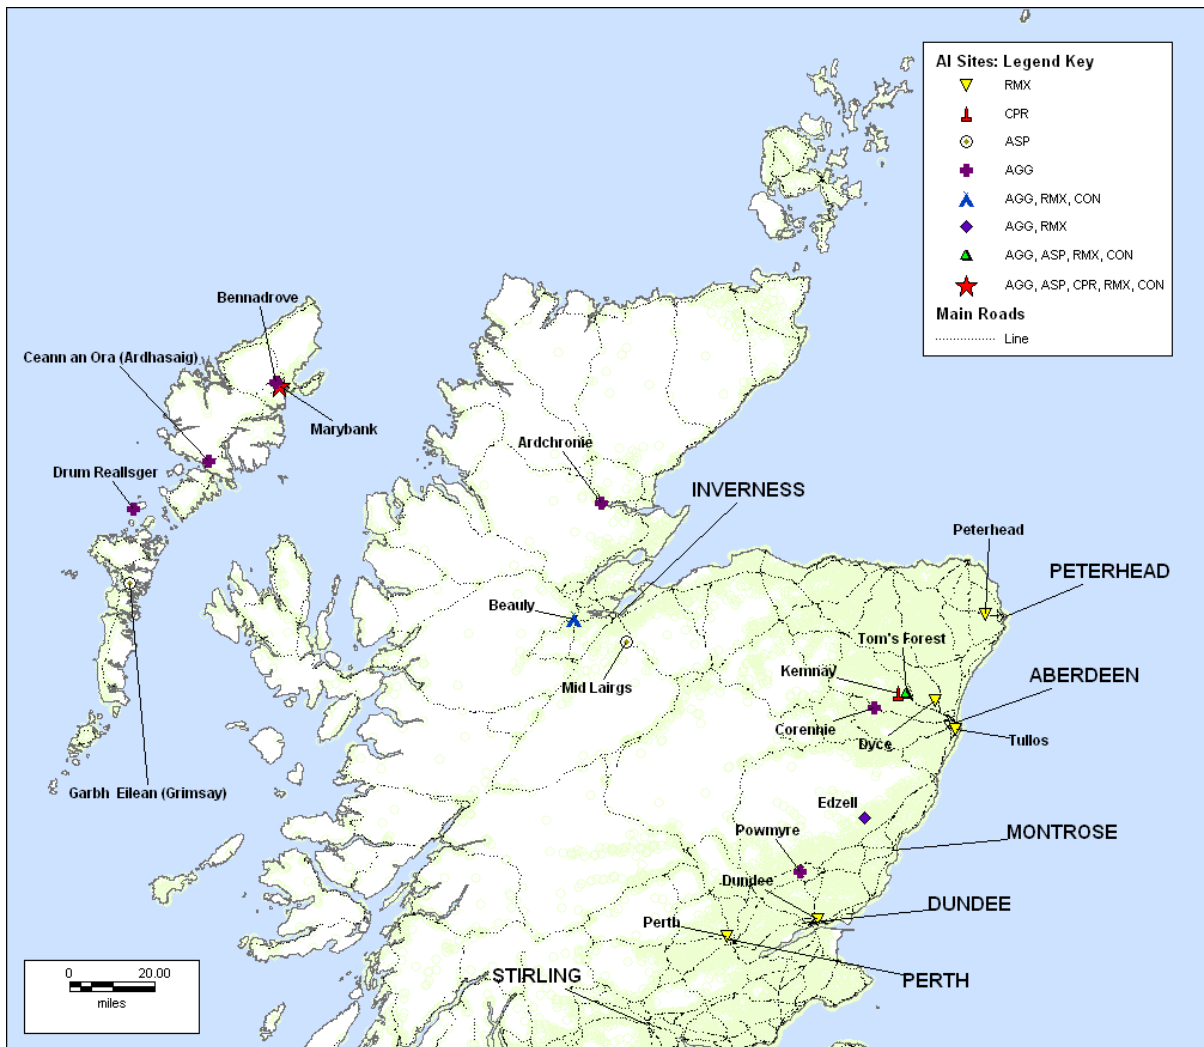 AI Sites: Legend Key
RMX
CPR
ASP
AGG
AGG, RMX, CON
AGG, RMX
AGG, ASP, RMX, CON
AGG, ASP, CPR, RMX, CON
Main Roads
Line
Bennadrove
Ceann an Ora (Ardhasaig)
Marybank
Ardchronie
Drum Reallsger
INVERNESS
Peterhead
PETERHEAD
Beauly
Tom's Forest
Kemnay
ABERDEEN
Mid Lairgs
Corennie
Dyce
Tullos
Garbh Eilean (Grimsay)
Edzell
Powmyre
MONTROSE
Dundee
DUNDEE
Perth
STIRLING
PERTH
0 20.00
miles